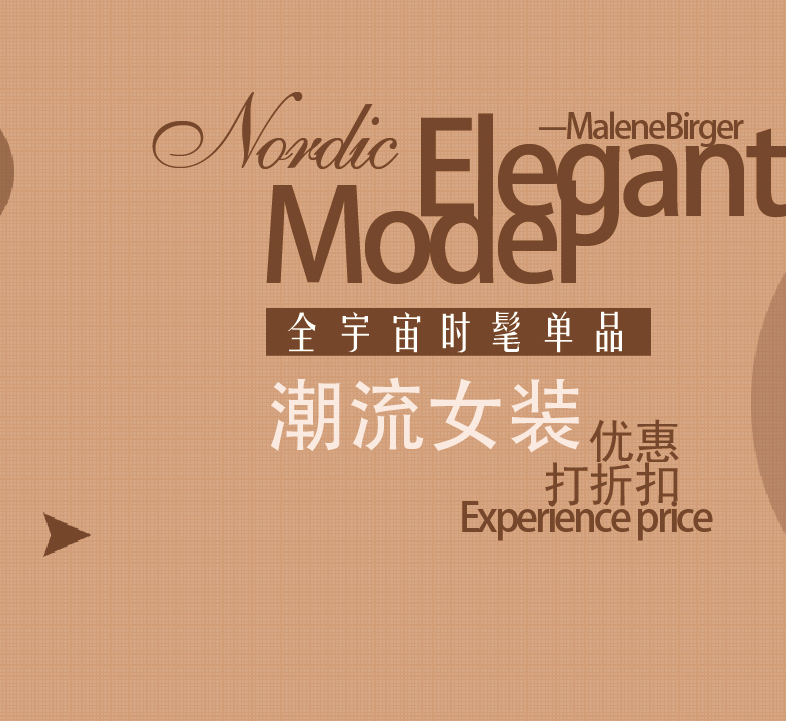 Nordic Elegant
—MaleneBirger
Model
全宇宙时髦单品
潮流女装
优惠
打折扣
Experience price